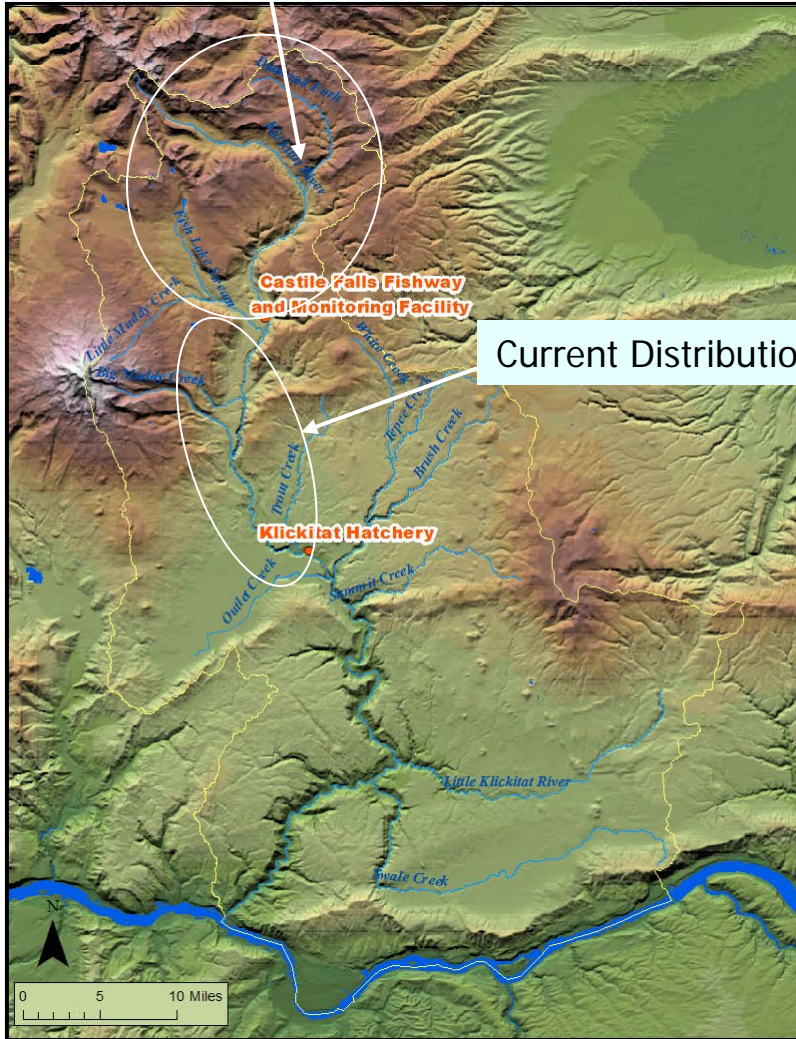 Diamond Fork
Klickitat River
Fish Lake Stream
Castile Falls Fishway
and Monitoring Facility
Little Muddy Creek
White Creek
Current Distributio
Big Muddy Creek
Tepee Cre
Brush Creek
Trout Creek
Klickitat Hatchery
Outlet Creek
Summit Creek
Little Klickitat River
Swale Creek
N
0 5 10 Miles